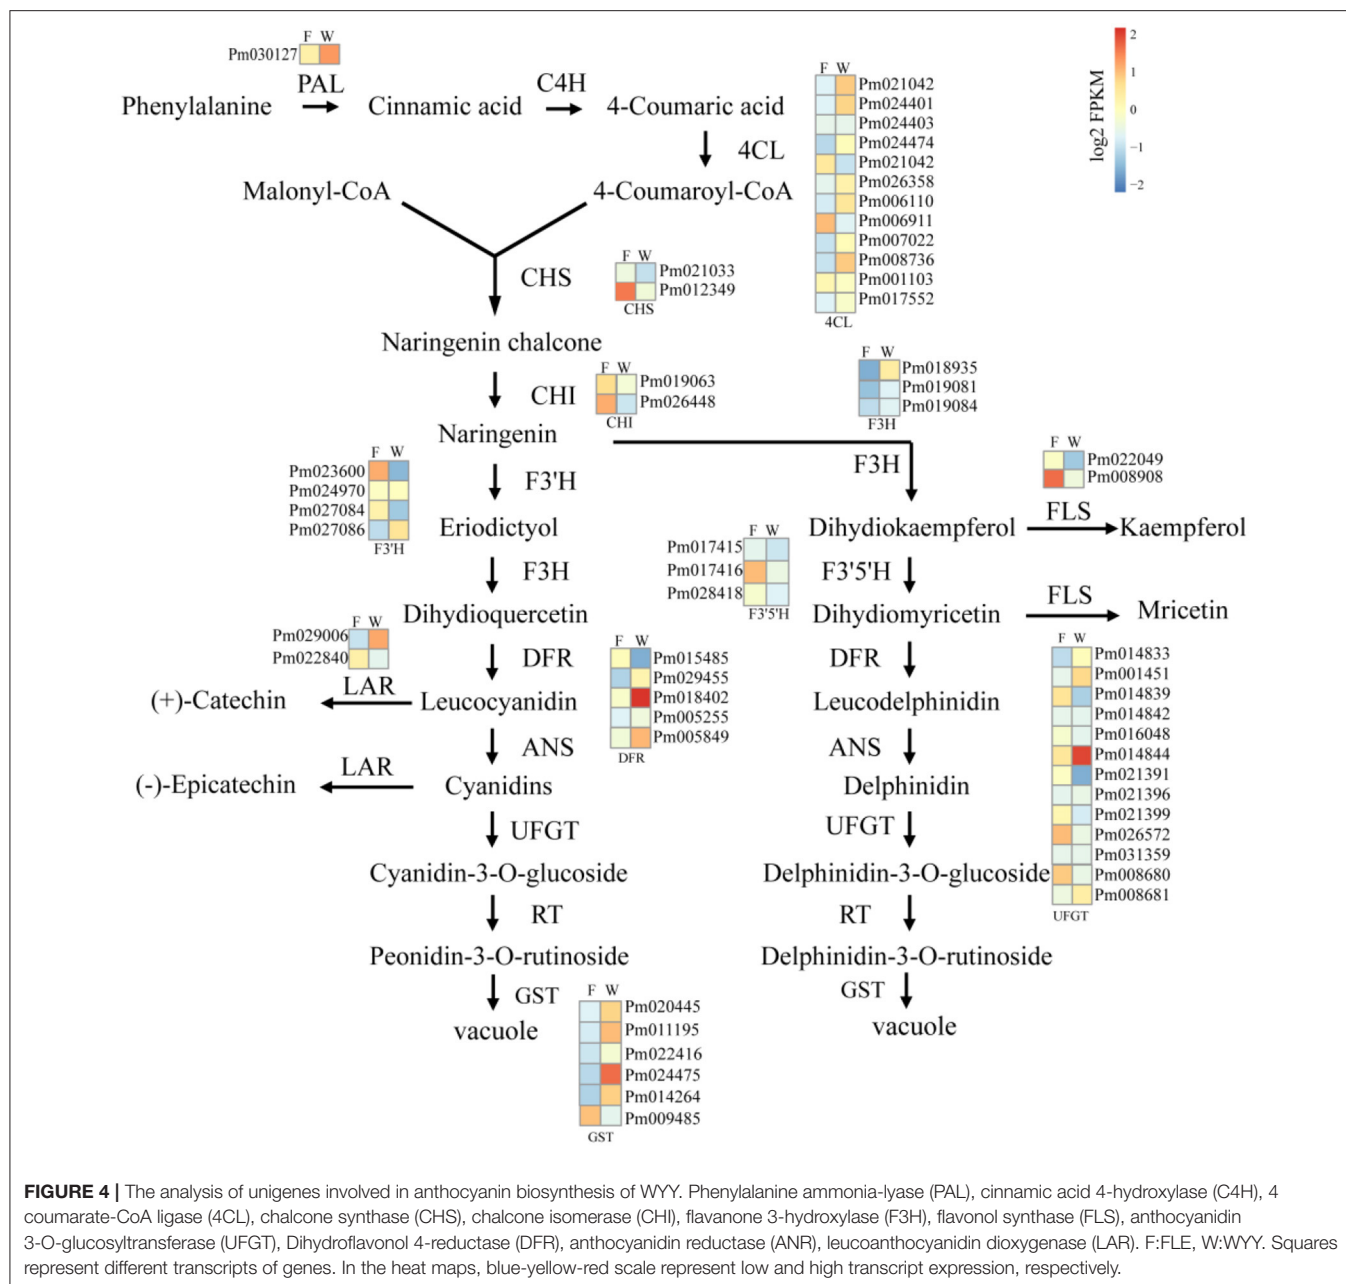 F W
Pm030127
PAL
Phenylalanine
Cinnamic acid
C4H
4-Coumaric acid
4CL
Malonyl-CoA
4-Coumaroyl-CoA
F W
Pm021042
Pm024401
Pm024403
Pm024474
Pm021042
Pm026358
Pm006110
Pm006911
Pm007022
Pm008736
Pm001103
Pm017552
4CL
2
1
0
−1
−2
log2 FPKM
CHS
F W
Pm021033
Pm012349
CHS
Naringenin chalcone
CHI
F W
Pm019063
Pm026448
CHI
F W
Pm018935
Pm019081
Pm019084
F3H
Naringenin
F3H
F W
Pm023600
Pm024970
Pm027084
Pm027086
F3'H
F3'H
F W
Pm022049
Pm008908
Eriodictyol
Dihydiokaempferol
FLS
Kaempferol
F3H
F W
Pm017415
Pm017416
Pm028418
F3'5'H
F3'5'H
Dihydioquercetin
Dihydiomyricetin
FLS
Mricetin
F W
Pm029006
Pm022840
DFR
F W
Pm015485
Pm029455
Pm018402
Pm005255
Pm005849
DFR
DFR
F W
Pm014833
Pm001451
Pm014839
Pm014842
Pm016048
Pm014844
Pm021391
Pm021396
Pm021399
Pm026572
Pm031359
Pm008680
Pm008681
UFGT
(+)-Catechin
LAR
Leucocyanidin
Leucodelphinidin
ANS
ANS
(-)-Epicatechin
LAR
Cyanidins
Delphinidin
UFGT
UFGT
Cyanidin-3-O-glucoside
Delphinidin-3-O-glucoside
RT
RT
Peonidin-3-O-rutinoside
Delphinidin-3-O-rutinoside
GST
GST
vacuole
vacuole
F W
Pm020445
Pm011195
Pm022416
Pm024475
Pm014264
Pm009485
GST
FIGURE 4 | The analysis of unigenes involved in anthocyanin biosynthesis of WYY. Phenylalanine ammonia-lyase (PAL), cinnamic acid 4-hydroxylase (C4H), 4
coumarate-CoA ligase (4CL), chalcone synthase (CHS), chalcone isomerase (CHI), flavanone 3-hydroxylase (F3H), flavonol synthase (FLS), anthocyanidin
3-O-glucosyltransferase (UFGT), Dihydroflavonol 4-reductase (DFR), anthocyanidin reductase (ANR), leucoanthocyanidin dioxygenase (LAR). F:FLE, W:WYY. Squares
represent different transcripts of genes. In the heat maps, blue-yellow-red scale represent low and high transcript expression, respectively.